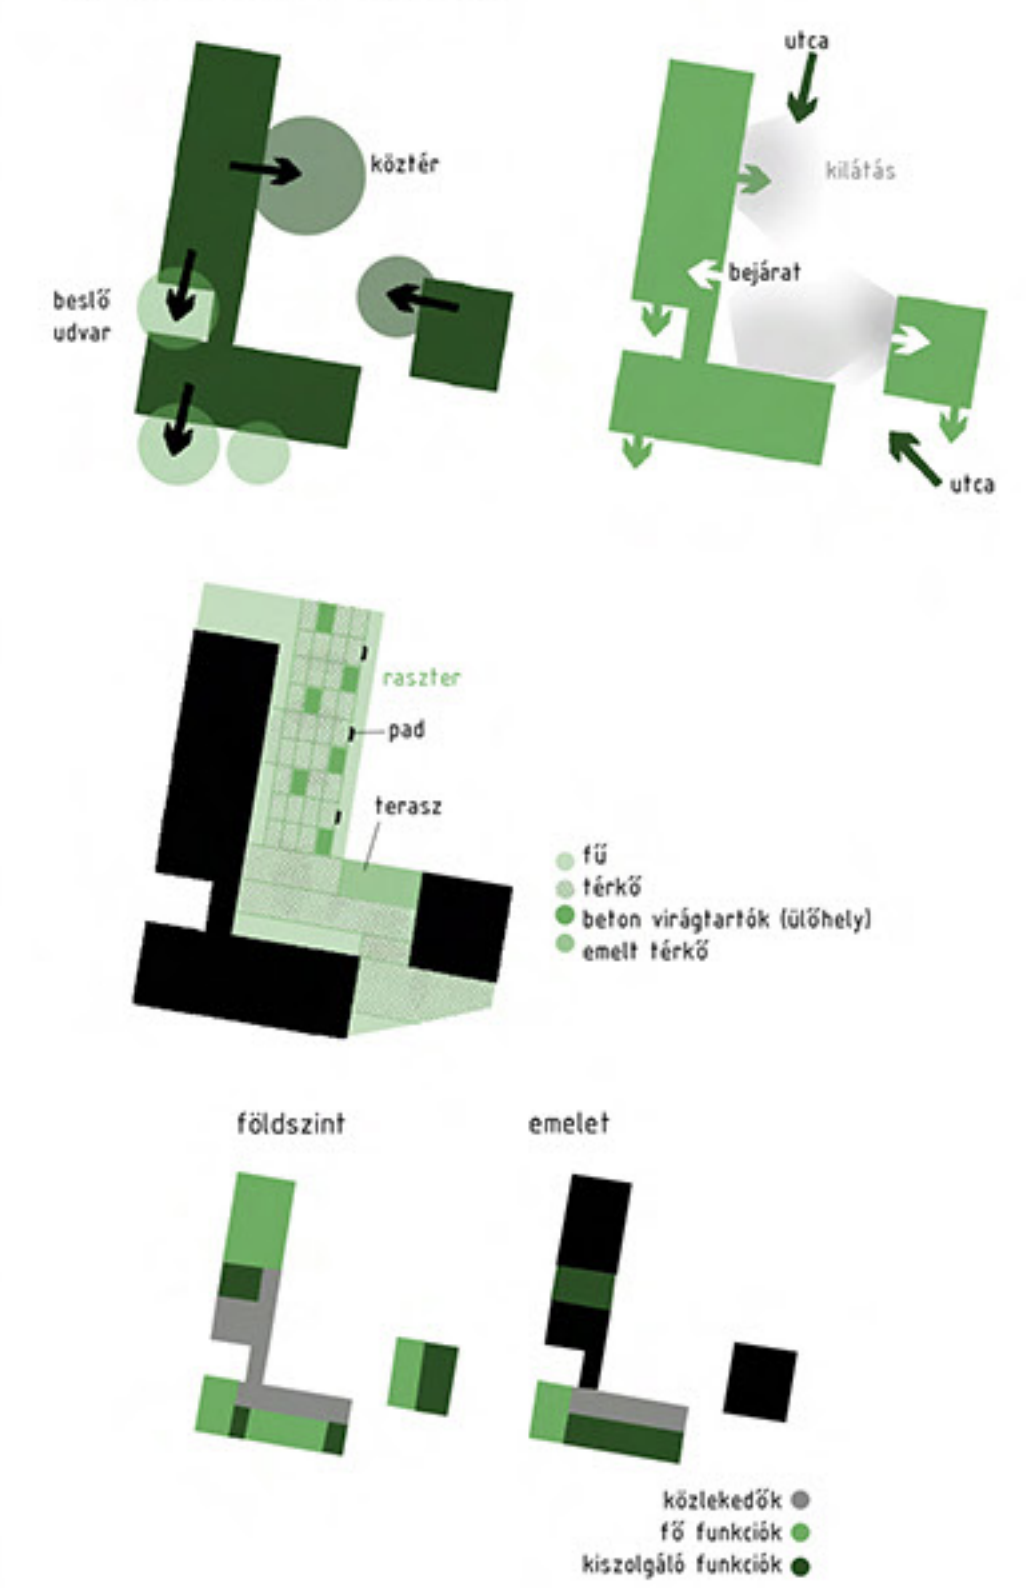 utca
köztér
kilátás
bejárat
beslő
udvar
utca
raszter
pad
terasz
fű
térkő
beton virágtartók (ülőhely)
emelt térkő
földszint
emelet
közlekedők
fő funkciók
kiszolgáló funkciók